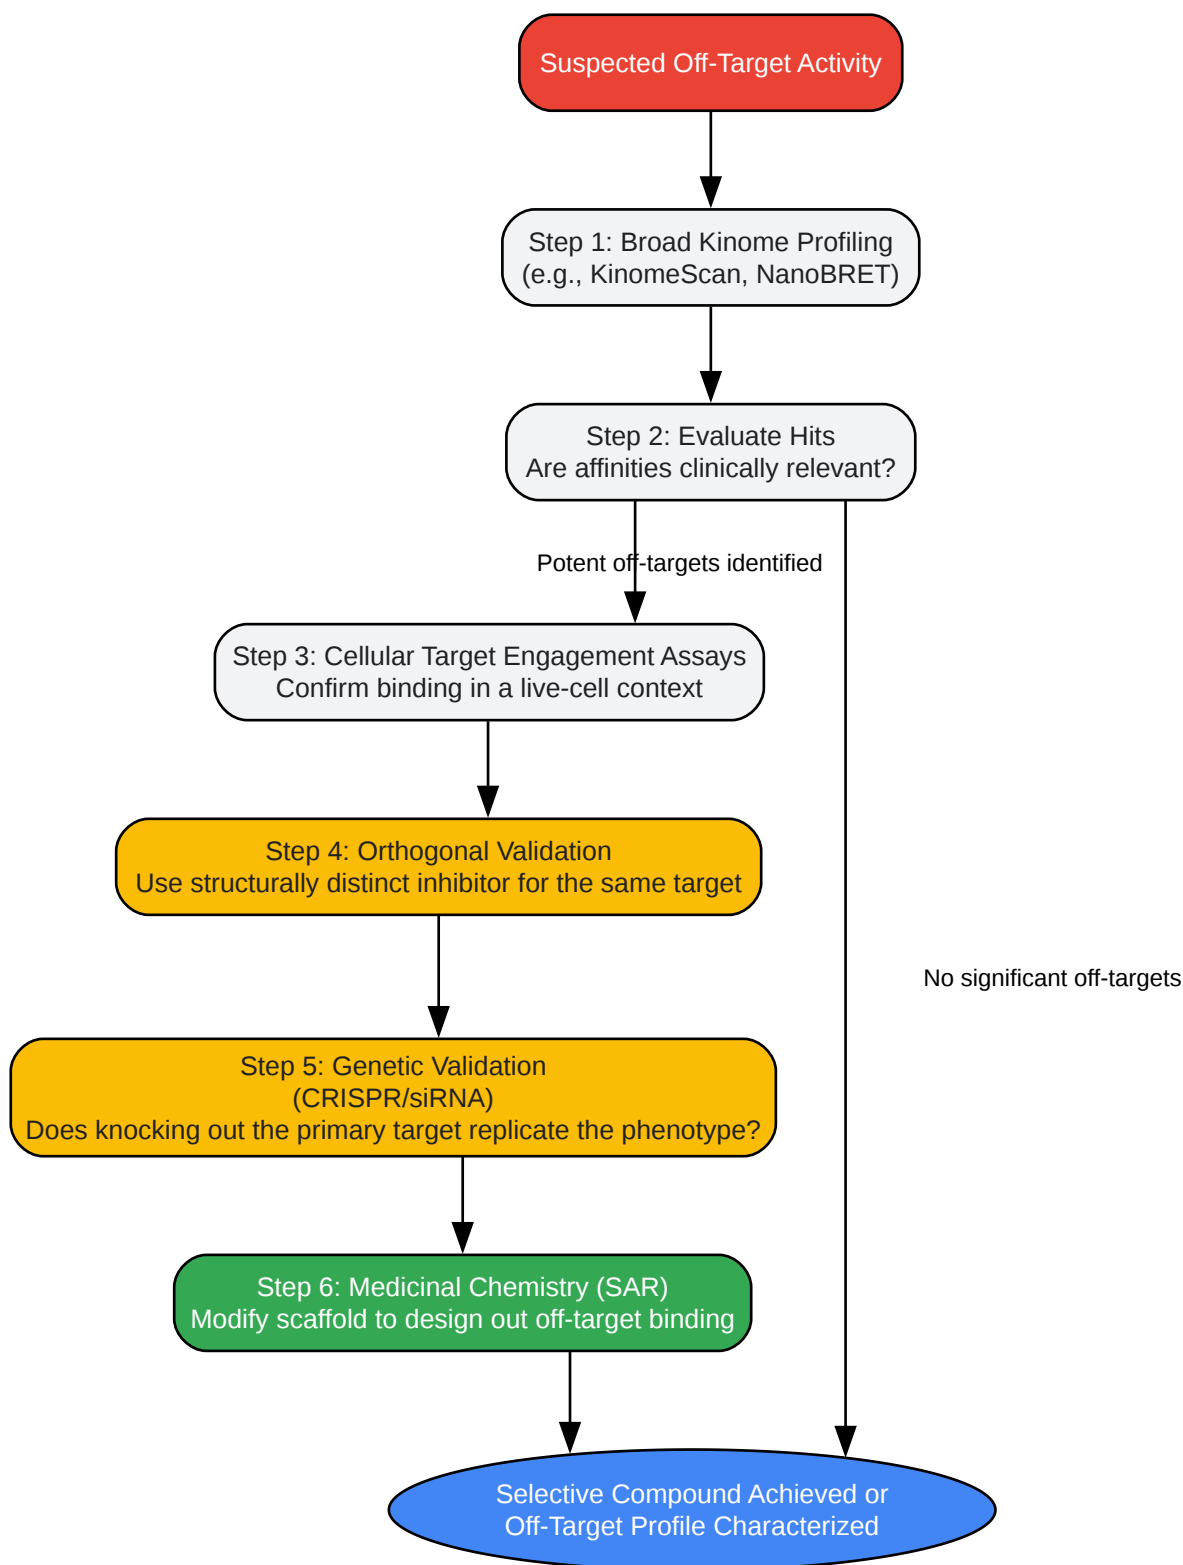 Suspected Off-Target Activity
Step 1: Broad Kinome Profiling
(e.g., KinomeScan, NanoBRET)
Step 2: Evaluate Hits
Are affinities clinically relevant?
Potent off-targets identified
Step 3: Cellular Target Engagement Assays
Confirm binding in a live-cell context
Step 4: Orthogonal Validation
Use structurally distinct inhibitor for the same target
No significant off-targets
Step 5: Genetic Validation
(CRISPR/siRNA)
Does knocking out the primary target replicate the phenotype?
Step 6: Medicinal Chemistry (SAR)
Modify scaffold to design out off-target binding
Selective Compound Achieved or
Off-Target Profile Characterized